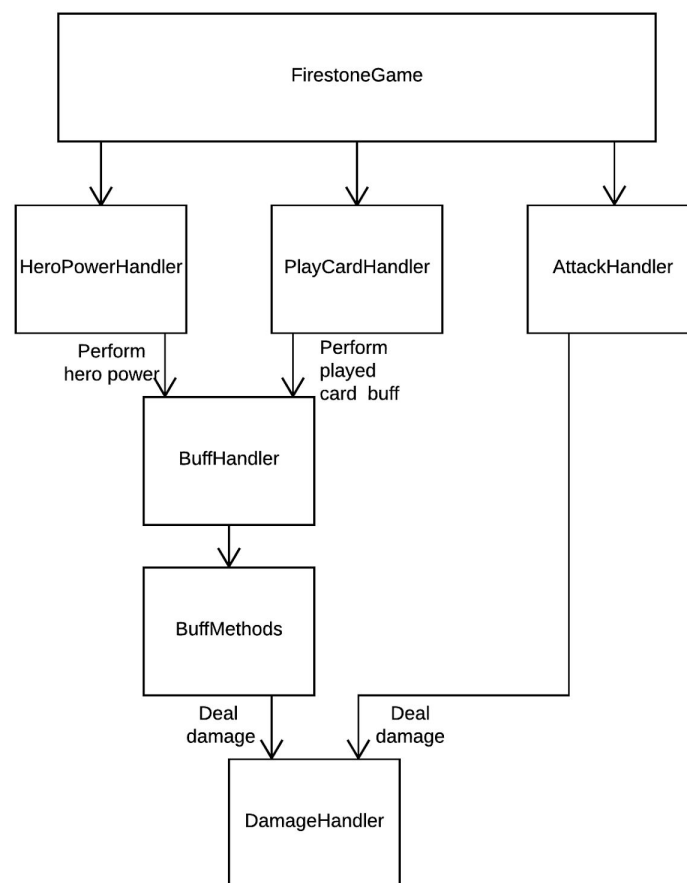 FirestoneGame
HeroPowerHandler
PlayCardHandler
AttackHandler
Perform
hero power
Perform
played
card buff
BuffHandler
BuffMethods
Deal
damage
Deal
damage
DamageHandler